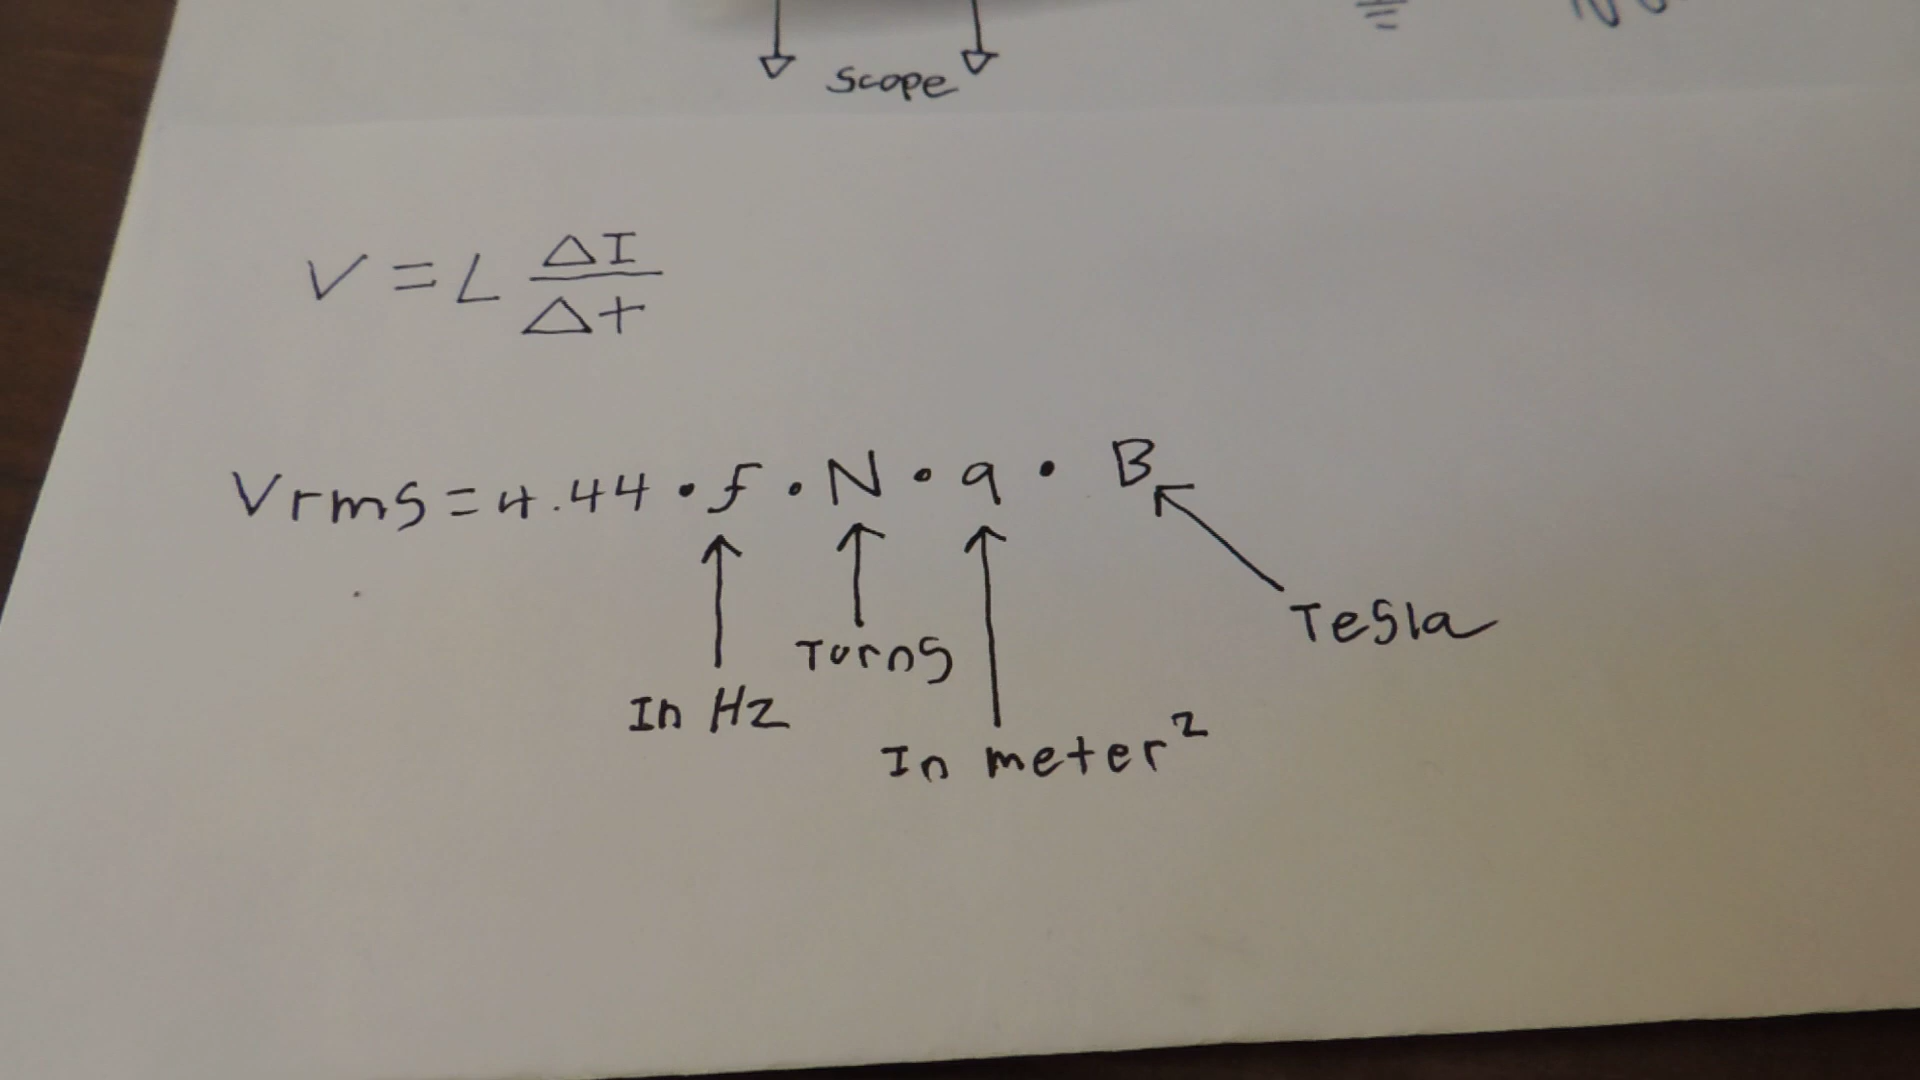 Scope
V = L ΔI/Δt
Vrms = 4.44 · f · N · a · B
Tesla
Turns
In Hz
In meter²